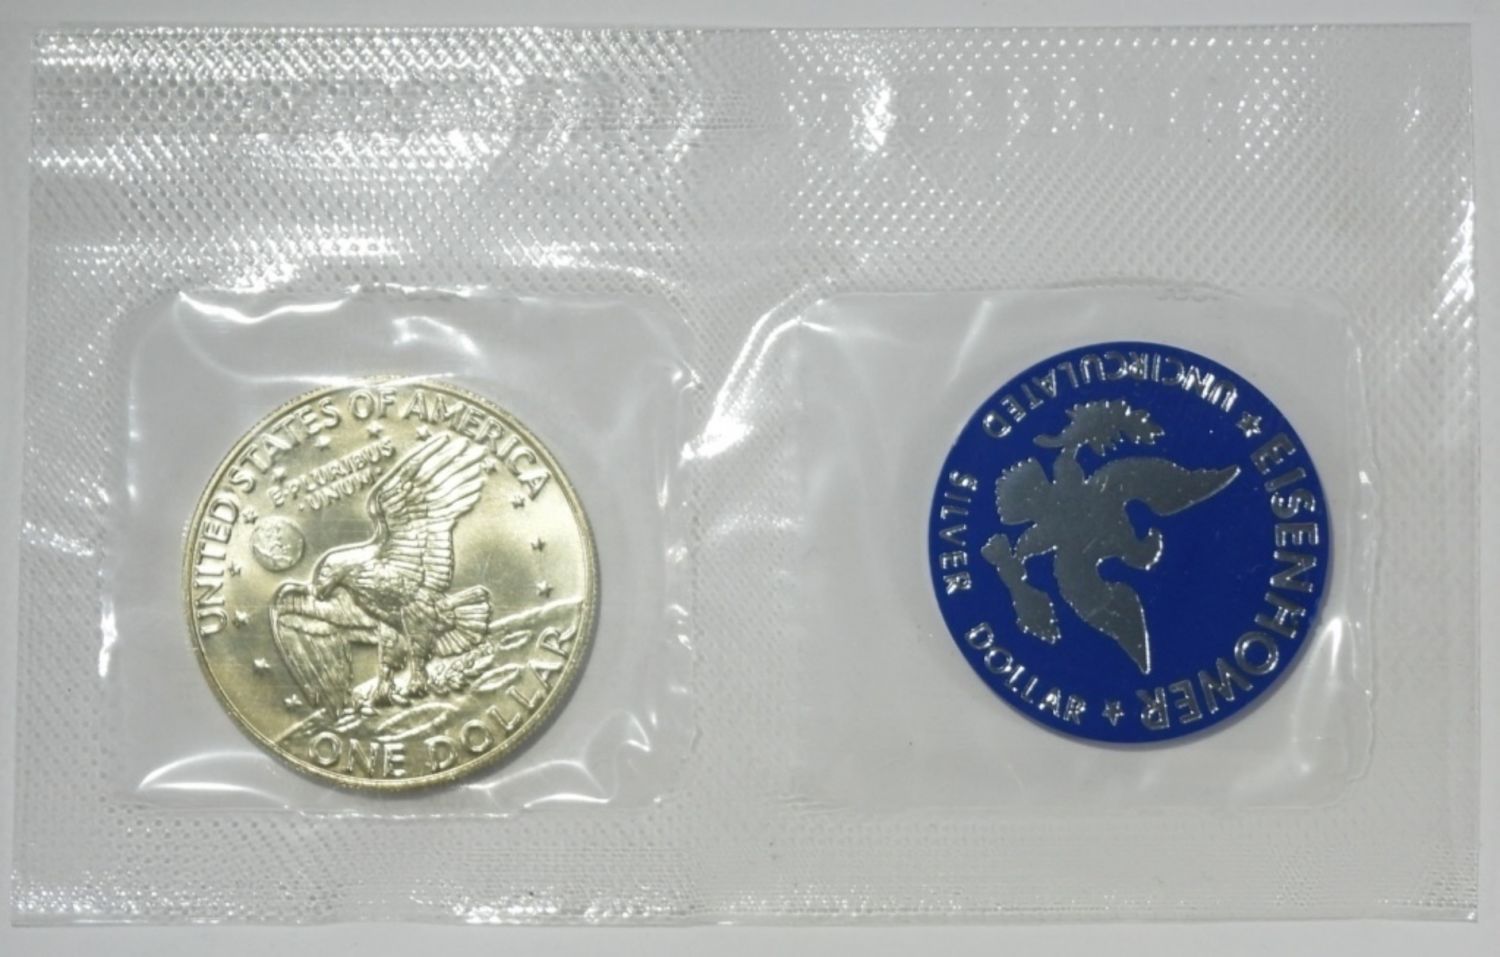 UNITED STATES OF AMERICA
E·PLURIBUS
·UNUM·
ONE DOLLAR
EISENHOWER
★ UNCIRCULATED SILVER DOLLAR ★